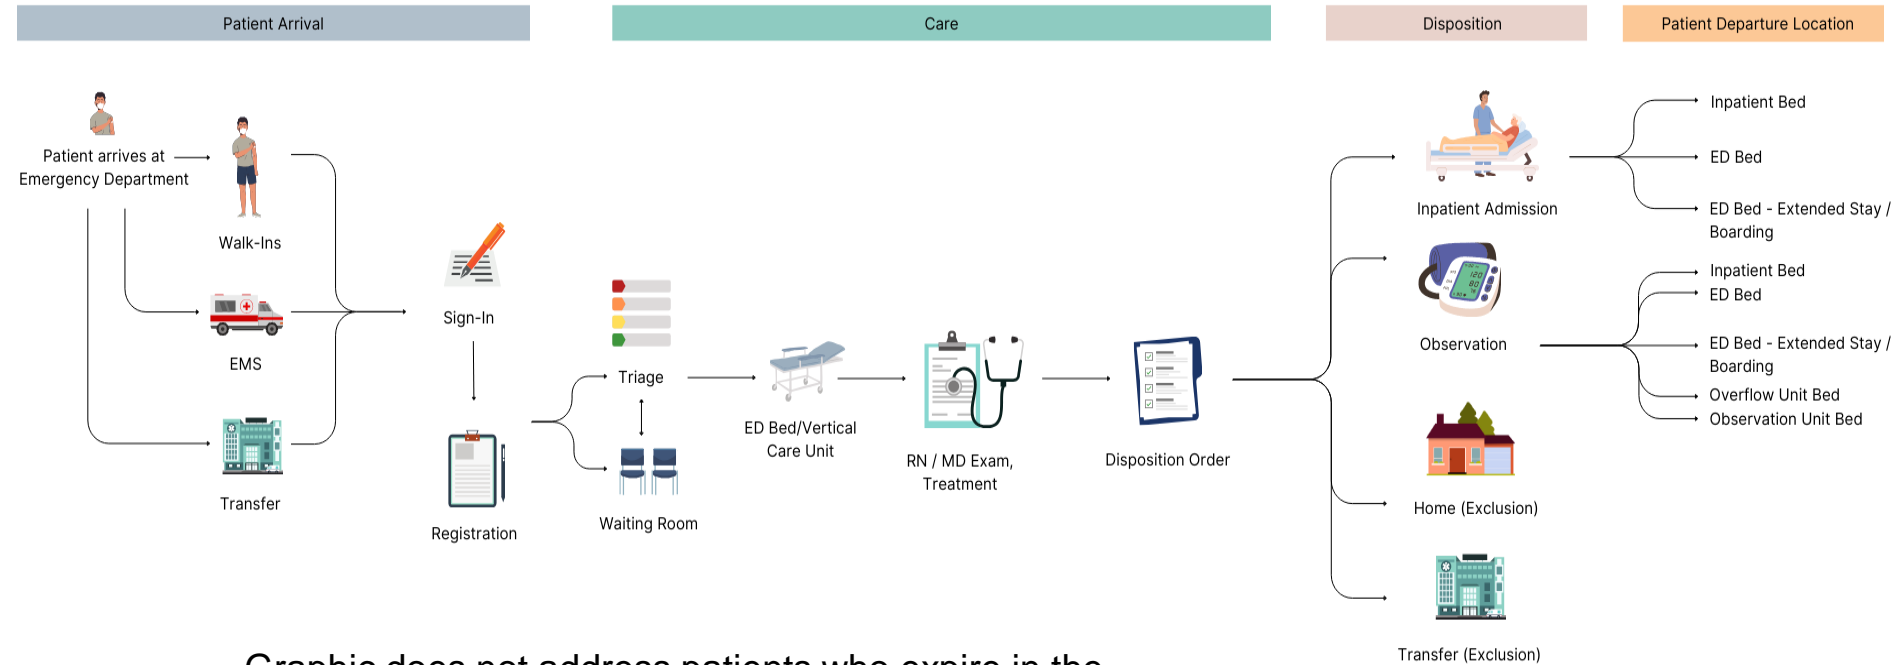 Patient Arrival
Care
Disposition
Patient Departure Location
Patient arrives at
Emergency Department
Walk-Ins
EMS
Transfer
Sign-In
Registration
Triage
Waiting Room
ED Bed/Vertical
Care Unit
RN / MD Exam,
Treatment
Disposition Order
Inpatient Admission
Inpatient Bed
ED Bed
ED Bed - Extended Stay /
Boarding
Observation
Inpatient Bed
ED Bed
ED Bed - Extended Stay /
Boarding
Overflow Unit Bed
Observation Unit Bed
Home (Exclusion)
Transfer (Exclusion)
Graphic does not address patients who expire in the